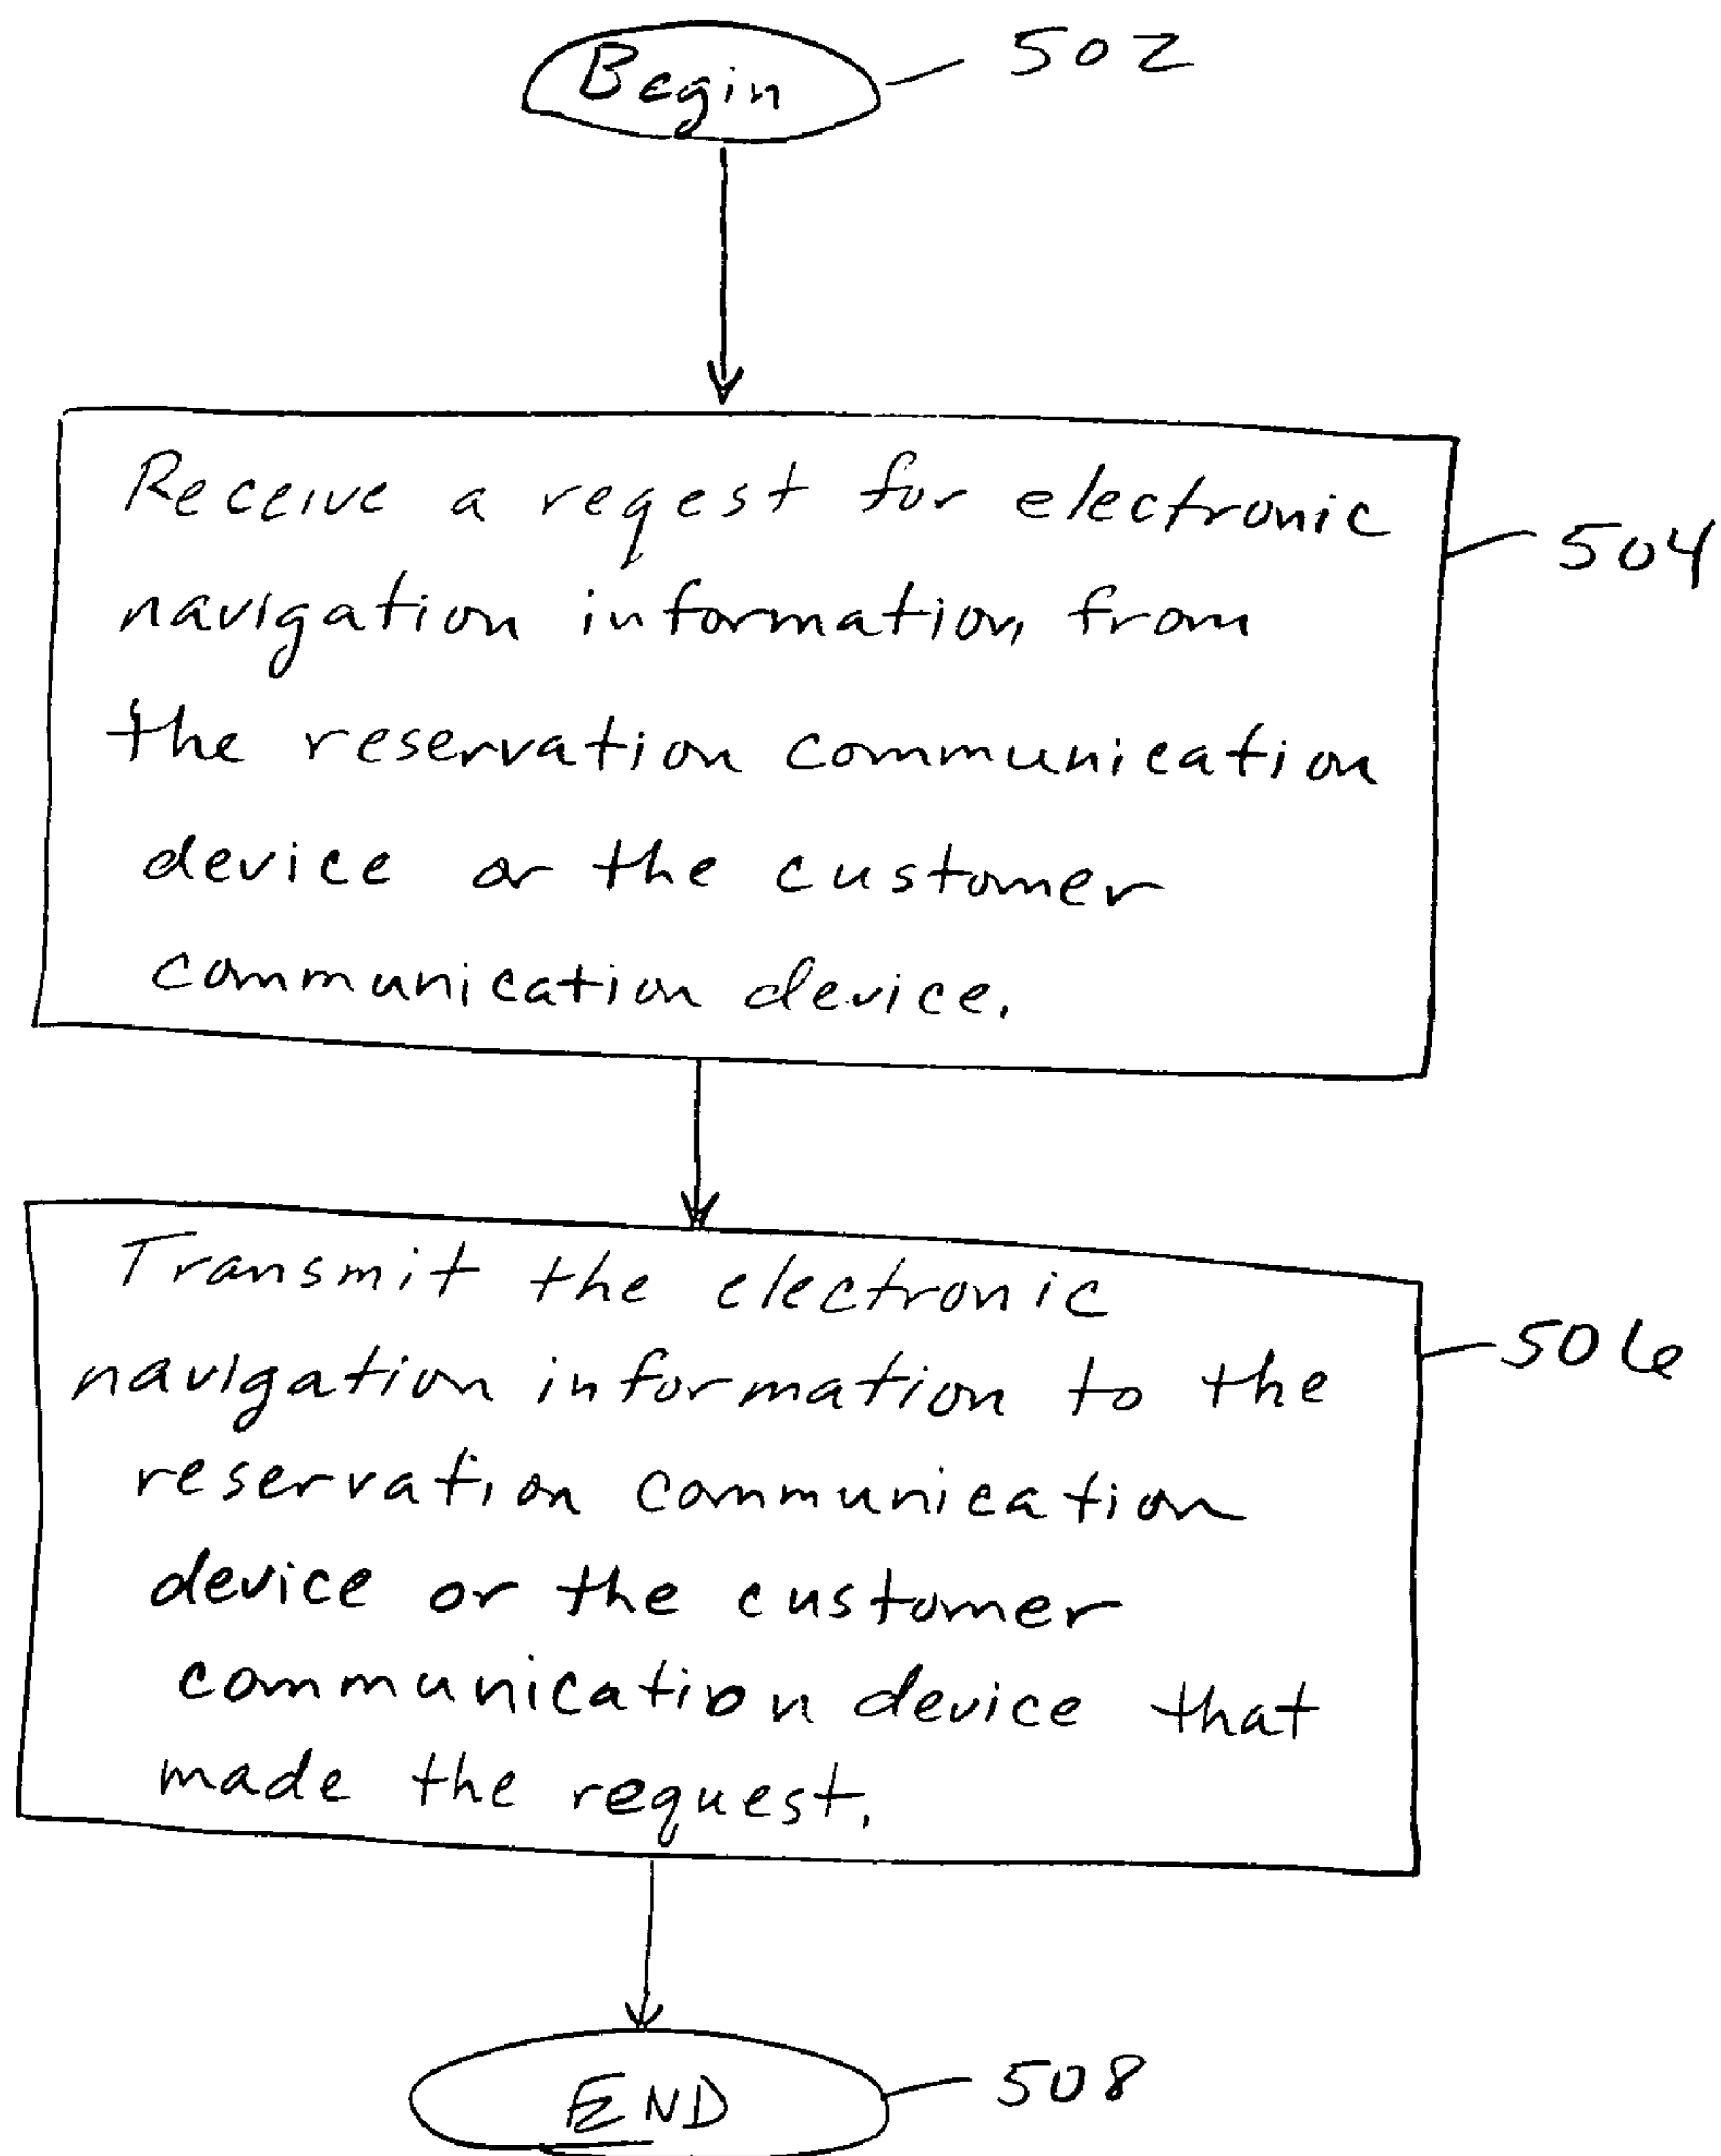 Begin 502
Receive a reqest for electronic
navigation information from
the reservation communication
device or the customer
communication device.
504
Transmit the electronic
navigation information to the
reservation communication
device or the customer
communication device that
made the request.
506
END 508